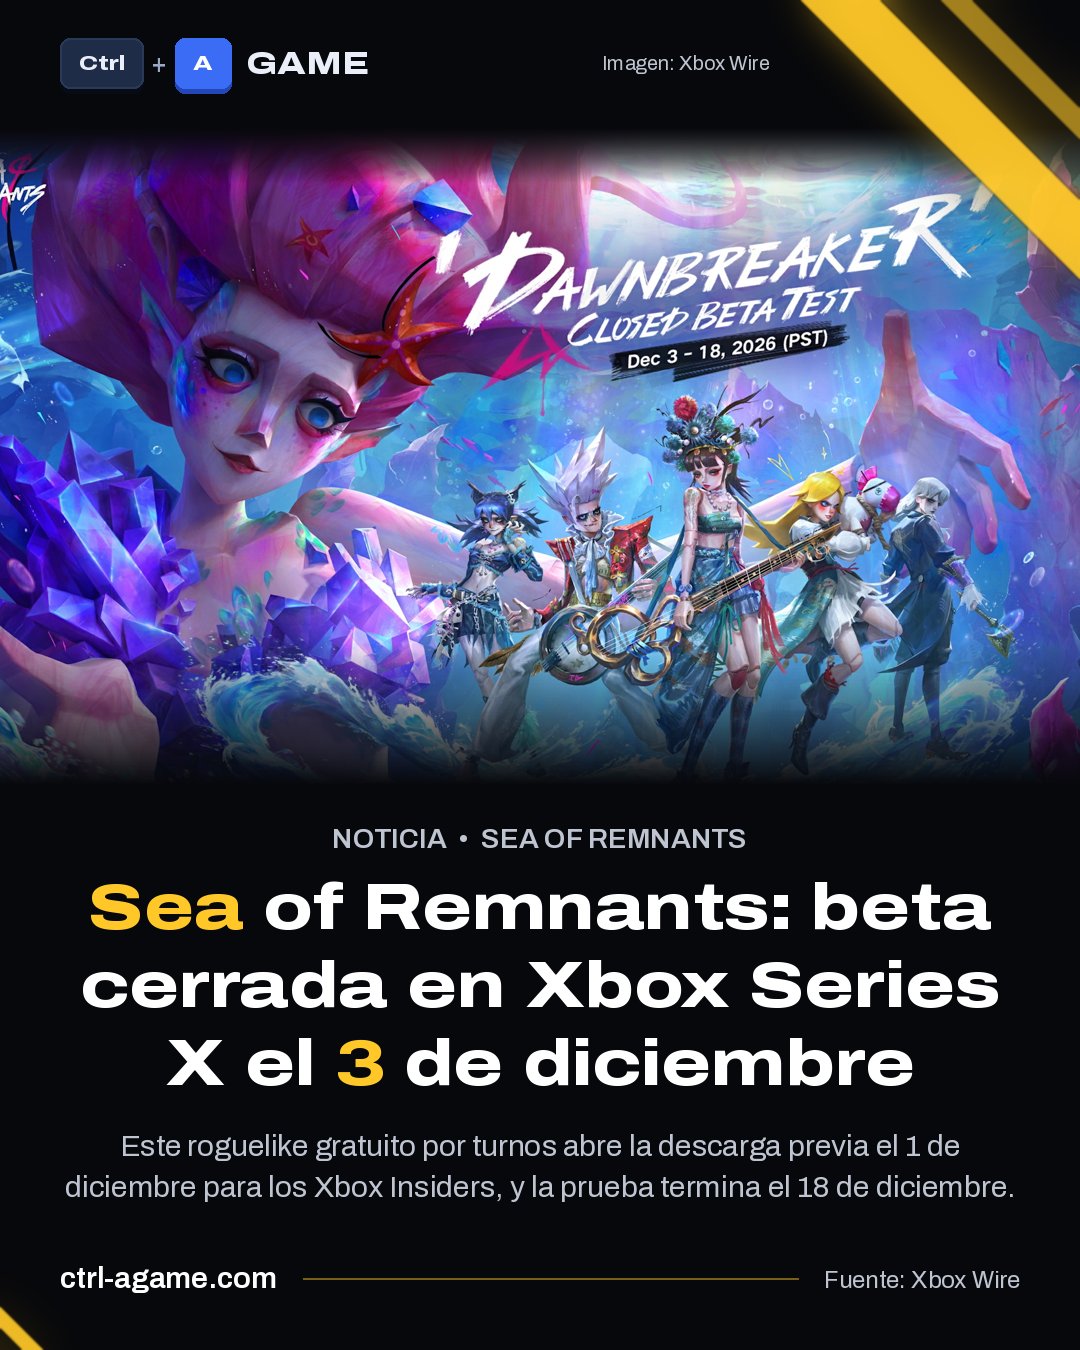 Ctrl + A GAME
Imagen: Xbox Wire
ANTS
DAWNBREAKER
CLOSED BETA TEST
Dec 3 - 18, 2026 (PST)
NOTICIA • SEA OF REMNANTS
Sea of Remnants: beta
cerrada en Xbox Series
X el 3 de diciembre
Este roguelike gratuito por turnos abre la descarga previa el 1 de
diciembre para los Xbox Insiders, y la prueba termina el 18 de diciembre.
ctrl-agame.com
Fuente: Xbox Wire